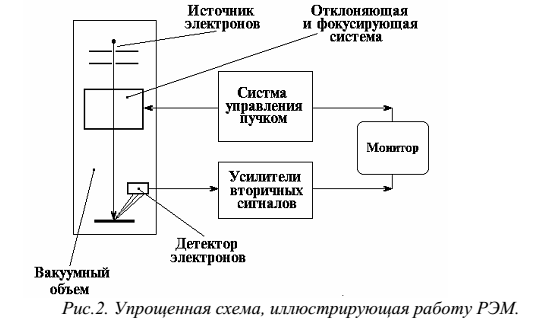 Источник
электронов
Отклоняющая
и фокусирующая
система
Систма
управления
пучком
Монитор
Усилители
вторичных
сигналов
Детектор
электронов
Вакуумный
объем
Рис.2. Упрощенная схема, иллюстрирующая работу РЭМ.